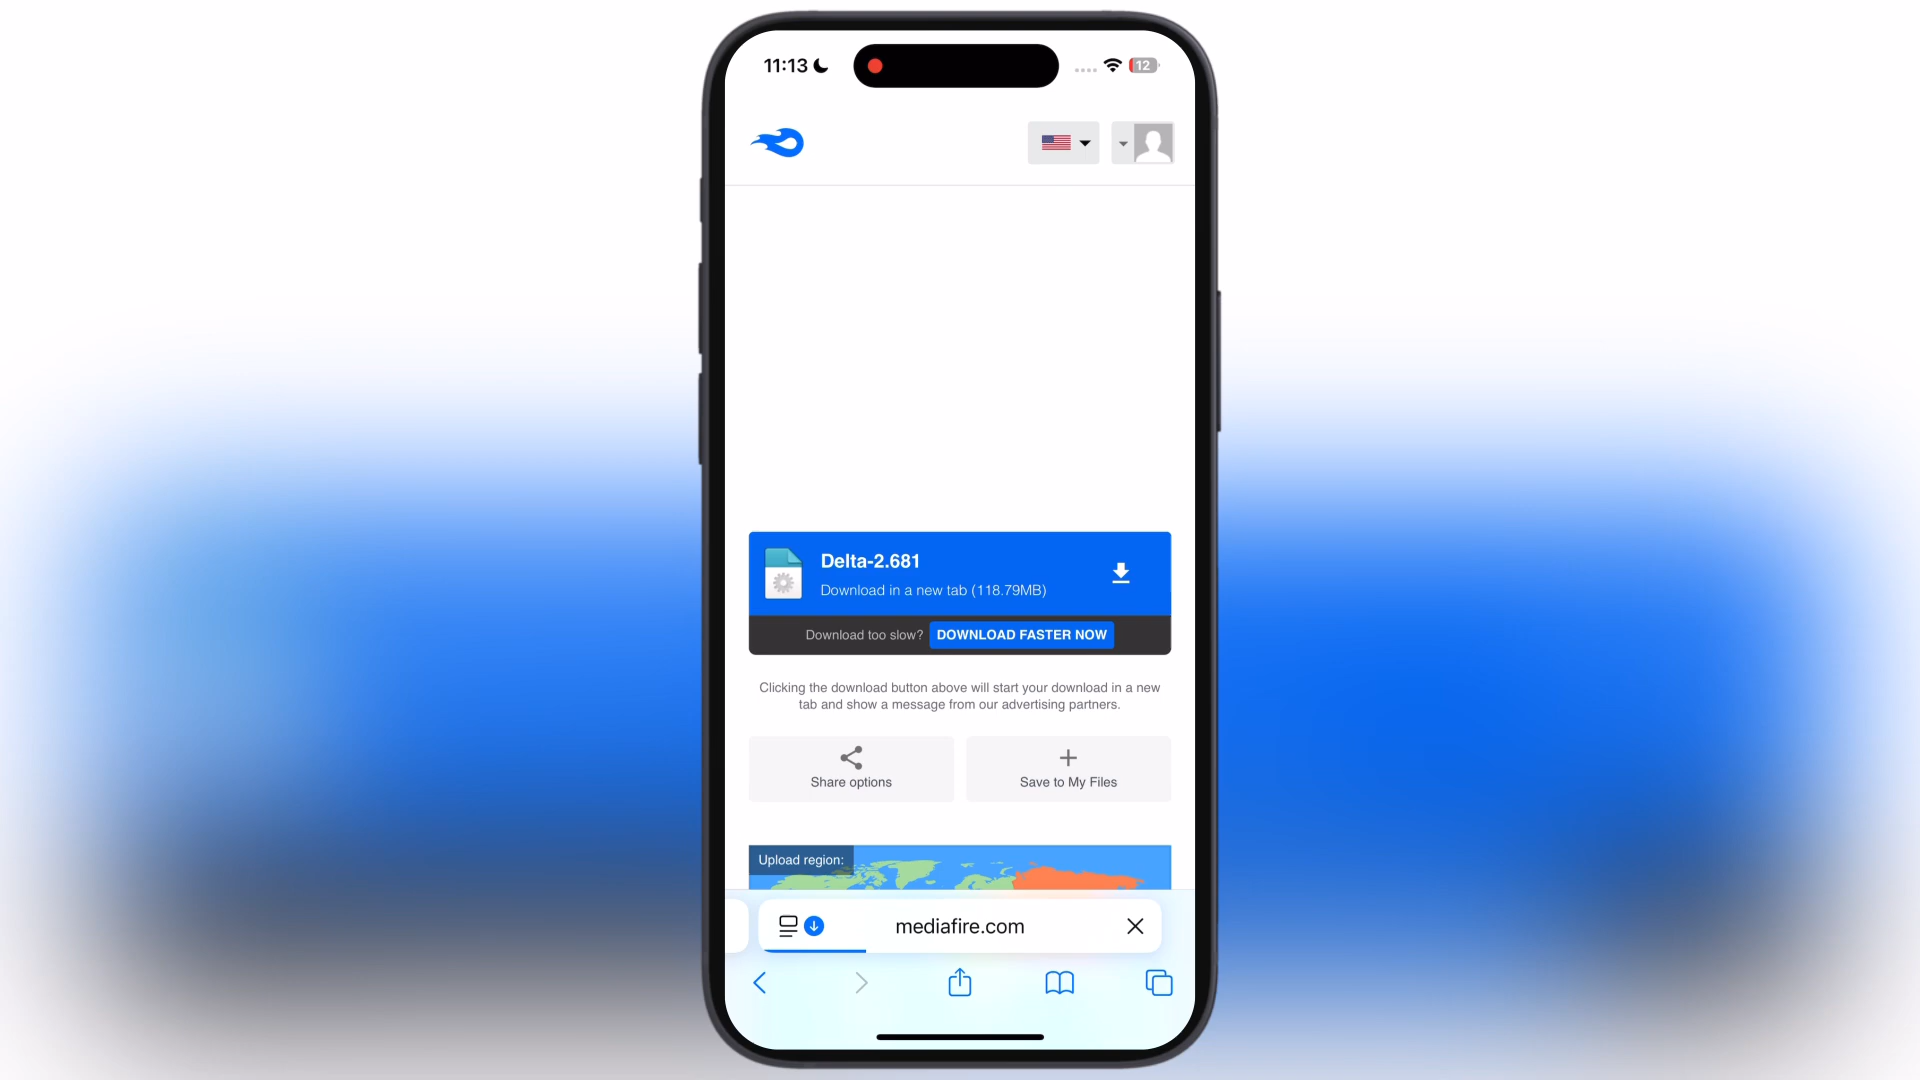 11:13
12
Delta-2.681
Download in a new tab (118.79MB)
Download too slow? DOWNLOAD FASTER NOW
Clicking the download button above will start your download in a new
tab and show a message from our advertising partners.
Share options
Save to My Files
Upload region:
mediafire.com